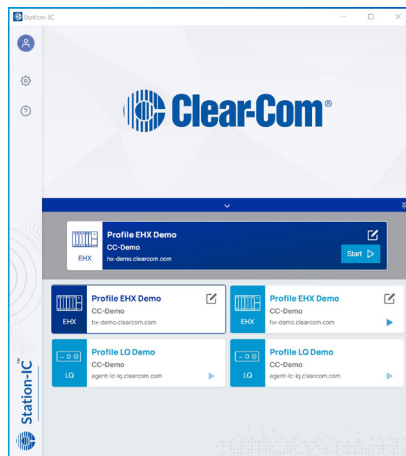 Station-IC
Clear-Com®
Profile EHX Demo
CC-Demo
hx-demo.clearcom.com
EHX
Start
Profile EHX Demo
CC-Demo
hx-demo.clearcom.com
EHX
Profile EHX Demo
CC-Demo
hx-demo.clearcom.com
EHX
Profile LQ Demo
CC-Demo
agent-ic-lq.clearcom.com
LQ
Profile LQ Demo
CC-Demo
agent-ic-lq.clearcom.com
LQ
Station-IC™